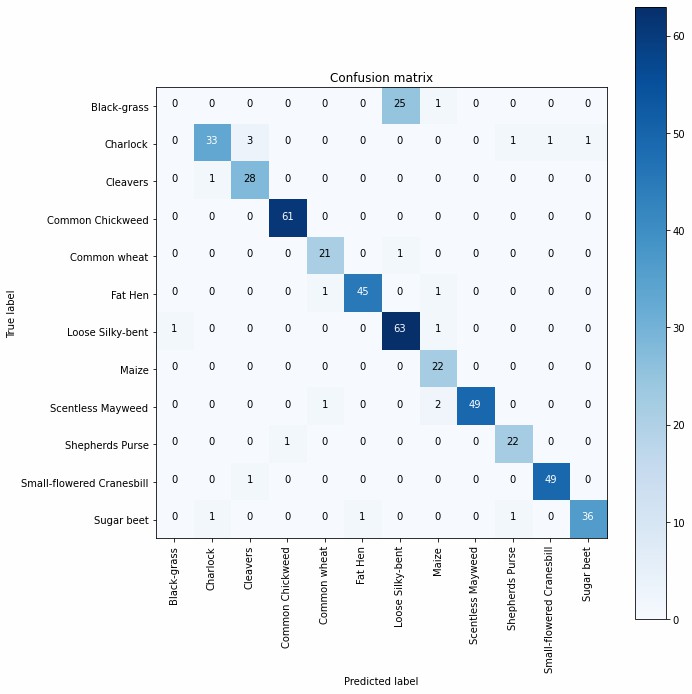 Confusion matrix
Black-grass 0 0 0 0 0 0 25 1 0 0 0 0
Charlock 0 33 3 0 0 0 0 0 0 1 1 1
Cleavers 0 1 28 0 0 0 0 0 0 0 0 0
Common Chickweed 0 0 0 61 0 0 0 0 0 0 0 0
Common wheat 0 0 0 0 21 0 1 0 0 0 0 0
Fat Hen 0 0 0 0 1 45 0 1 0 0 0 0
Loose Silky-bent 1 0 0 0 0 0 63 1 0 0 0 0
Maize 0 0 0 0 0 0 0 22 0 0 0 0
Scentless Mayweed 0 0 0 0 1 0 0 2 49 0 0 0
Shepherds Purse 0 0 0 1 0 0 0 0 0 22 0 0
Small-flowered Cranesbill 0 0 1 0 0 0 0 0 0 0 49 0
Sugar beet 0 1 0 0 0 1 0 0 0 1 0 36
True label
Black-grass
Charlock
Cleavers
Common Chickweed
Common wheat
Fat Hen
Loose Silky-bent
Maize
Scentless Mayweed
Shepherds Purse
Small-flowered Cranesbill
Sugar beet
Predicted label
60
50
40
30
20
10
0